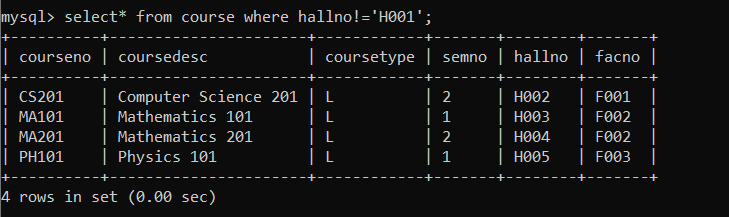 mysql> select* from course where hallno!='H001';
+----------+--------------------+------------+-------+--------+-------+
| courseno | coursedesc         | coursetype | semno | hallno | facno |
+----------+--------------------+------------+-------+--------+-------+
| CS201    | Computer Science 201 | L          | 2     | H002   | F001  |
| MA101    | Mathematics 101    | L          | 1     | H003   | F002  |
| MA201    | Mathematics 201    | L          | 2     | H004   | F002  |
| PH101    | Physics 101        | L          | 1     | H005   | F003  |
+----------+--------------------+------------+-------+--------+-------+
4 rows in set (0.00 sec)